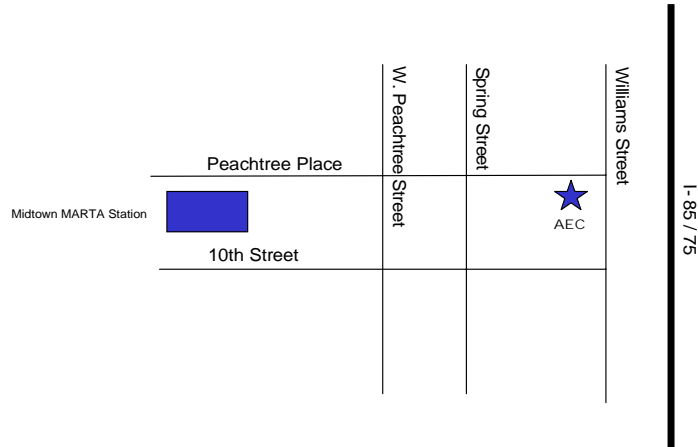 W. Peachtree Street
Spring Street
Williams Street
I- 85 / 75
Peachtree Place
Midtown MARTA Station
AEC
10th Street